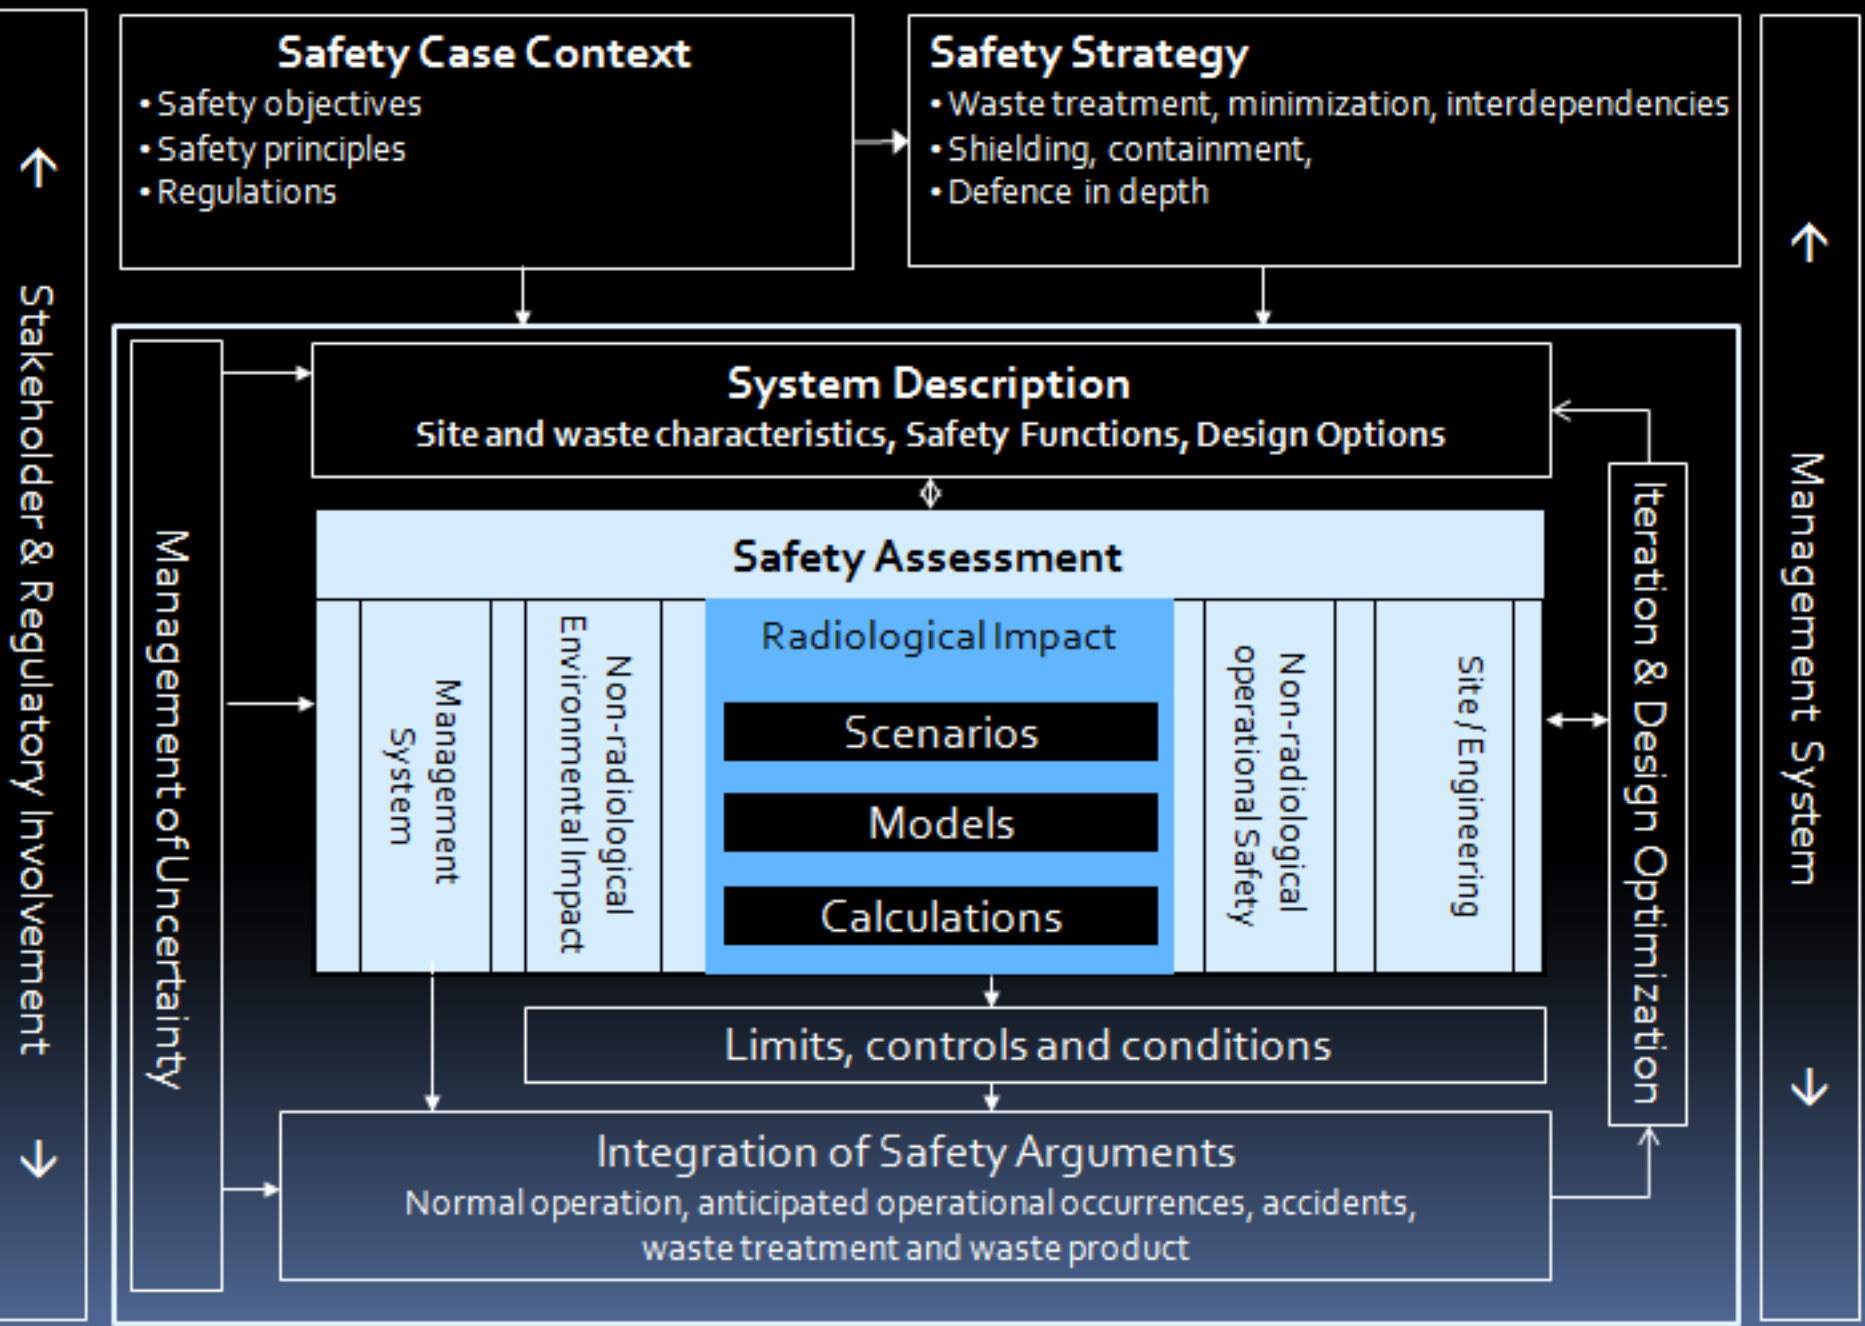 Safety Case Context
• Safety objectives
• Safety principles
• Regulations
Safety Strategy
• Waste treatment, minimization, interdependencies
• Shielding, containment,
• Defence in depth
Stakeholder & Regulatory Involvement
Management System
Management of Uncertainty
System Description
Site and waste characteristics, Safety Functions, Design Options
Iteration & Design Optimization
Safety Assessment
Management
System
Non-radiological
Environmental Impact
Radiological Impact
Scenarios
Models
Calculations
Non-radiological
operational Safety
Site / Engineering
Limits, controls and conditions
Integration of Safety Arguments
Normal operation, anticipated operational occurrences, accidents,
waste treatment and waste product